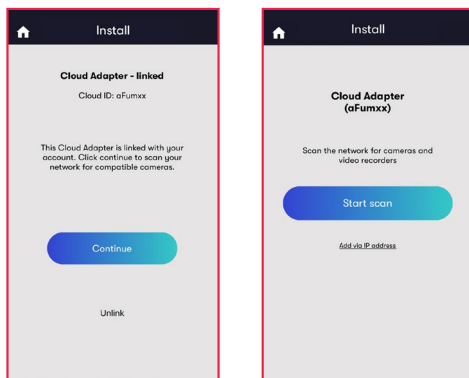 Install
Cloud Adapter - linked
Cloud ID: aFumxx
This Cloud Adapter is linked with your
account. Click continue to scan your
network for compatible cameras.
Continue
Unlink
Install
Cloud Adapter
(aFumxx)
Scan the network for cameras and
video recorders
Start scan
Add via IP address